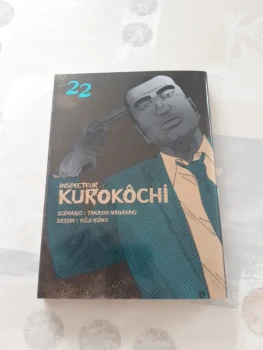 22
INSPECTEUR
KUROKÔCHI
SCÉNARIO : TAKASHI NAGASAKI
DESSIN : KÔJI KÔNO